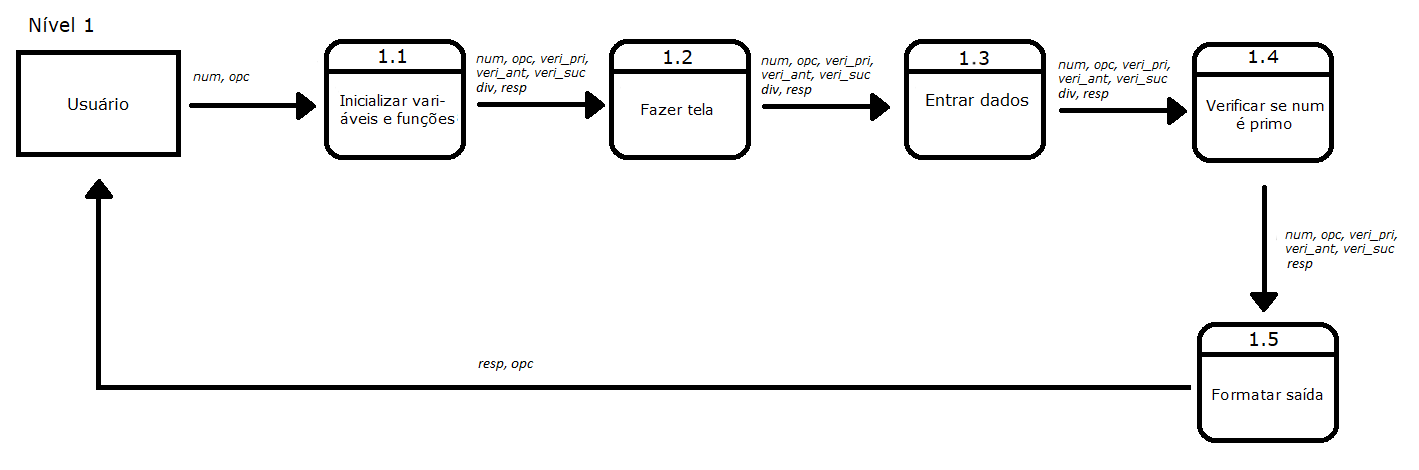 Nível 1
Usuário
num, opc
1.1
Inicializar vari-
áveis e funções
num, opc, veri_pri,
veri_ant, veri_suc
div, resp
1.2
Fazer tela
num, opc, veri_pri,
veri_ant, veri_suc
div, resp
1.3
Entrar dados
num, opc, veri_pri,
veri_ant, veri_suc
div, resp
1.4
Verificar se num
é primo
num, opc, veri_pri,
veri_ant, veri_suc
resp
1.5
Formatar saída
resp, opc